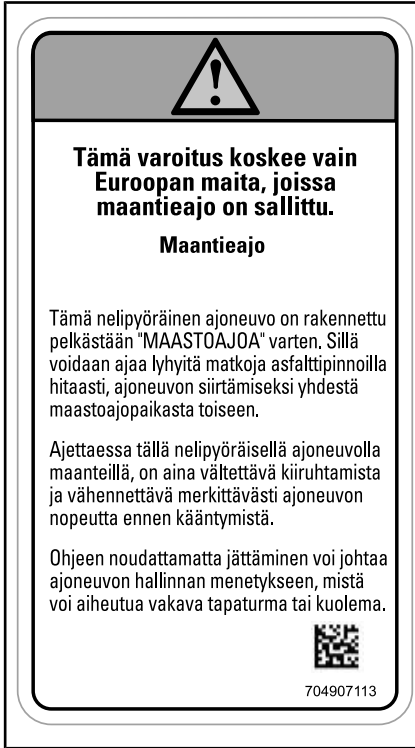 Tämä varoitus koskee vain
Euroopan maita, joissa
maantieajo on sallittu.
Maantieajo
Tämä nelipyöräinen ajoneuvo on rakennettu
pelkästään "MAASTOAJOA" varten. Sillä
voidaan ajaa lyhyitä matkoja asfalttipinnoilla
hitaasti, ajoneuvon siirtämiseksi yhdestä
maastoajopaikasta toiseen.
Ajettaessa tällä nelipyöräisellä ajoneuvolla
maanteillä, on aina vältettävä kiiruhtamista
ja vähennettävä merkittävästi ajoneuvon
nopeutta ennen kääntymistä.
Ohjeen noudattamatta jättäminen voi johtaa
ajoneuvon hallinnan menetykseen, mistä
voi aiheutua vakava tapaturma tai kuolema.
704907113